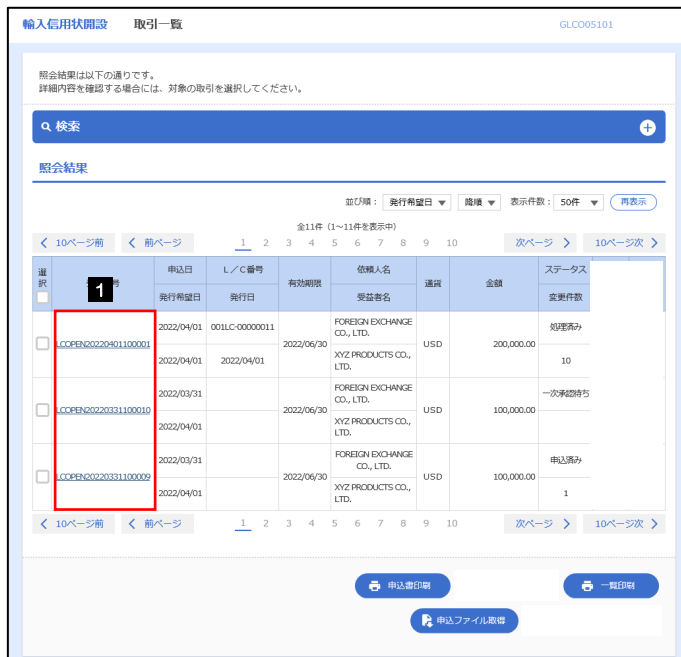 輸入信用状開設 取引一覧 GLCO05101
照会結果は以下の通りです。
詳細内容を確認する場合には、対象の取引を選択してください。
検索
照会結果
並び順： 発行希望日 降順 表示件数： 50件 再表示
全11件（1～11件を表示中）
10ページ前 前ページ 1 2 3 4 5 6 7 8 9 10 次ページ 10ページ次
選択 1 号 申込日 L／C番号 有効期限 依頼人名 通貨 金額 ステータス
発行希望日 発行日 受益者名 変更件数
LCOPEN20220401100001 2022/04/01 001LC-00000011 2022/06/30 FOREIGN EXCHANGE CO., LTD. USD 200,000.00 処理済み
2022/04/01 2022/04/01 XYZ PRODUCTS CO., LTD. 10
LCOPEN20220331100010 2022/03/31 2022/06/30 FOREIGN EXCHANGE CO., LTD. USD 100,000.00 一次承認待ち
2022/04/01 XYZ PRODUCTS CO., LTD.
LCOPEN20220331100009 2022/03/31 2022/06/30 FOREIGN EXCHANGE CO., LTD. USD 100,000.00 申込済み
2022/04/01 XYZ PRODUCTS CO., LTD. 1
10ページ前 前ページ 1 2 3 4 5 6 7 8 9 10 次ページ 10ページ次
申込書印刷 一覧印刷
申込ファイル取得